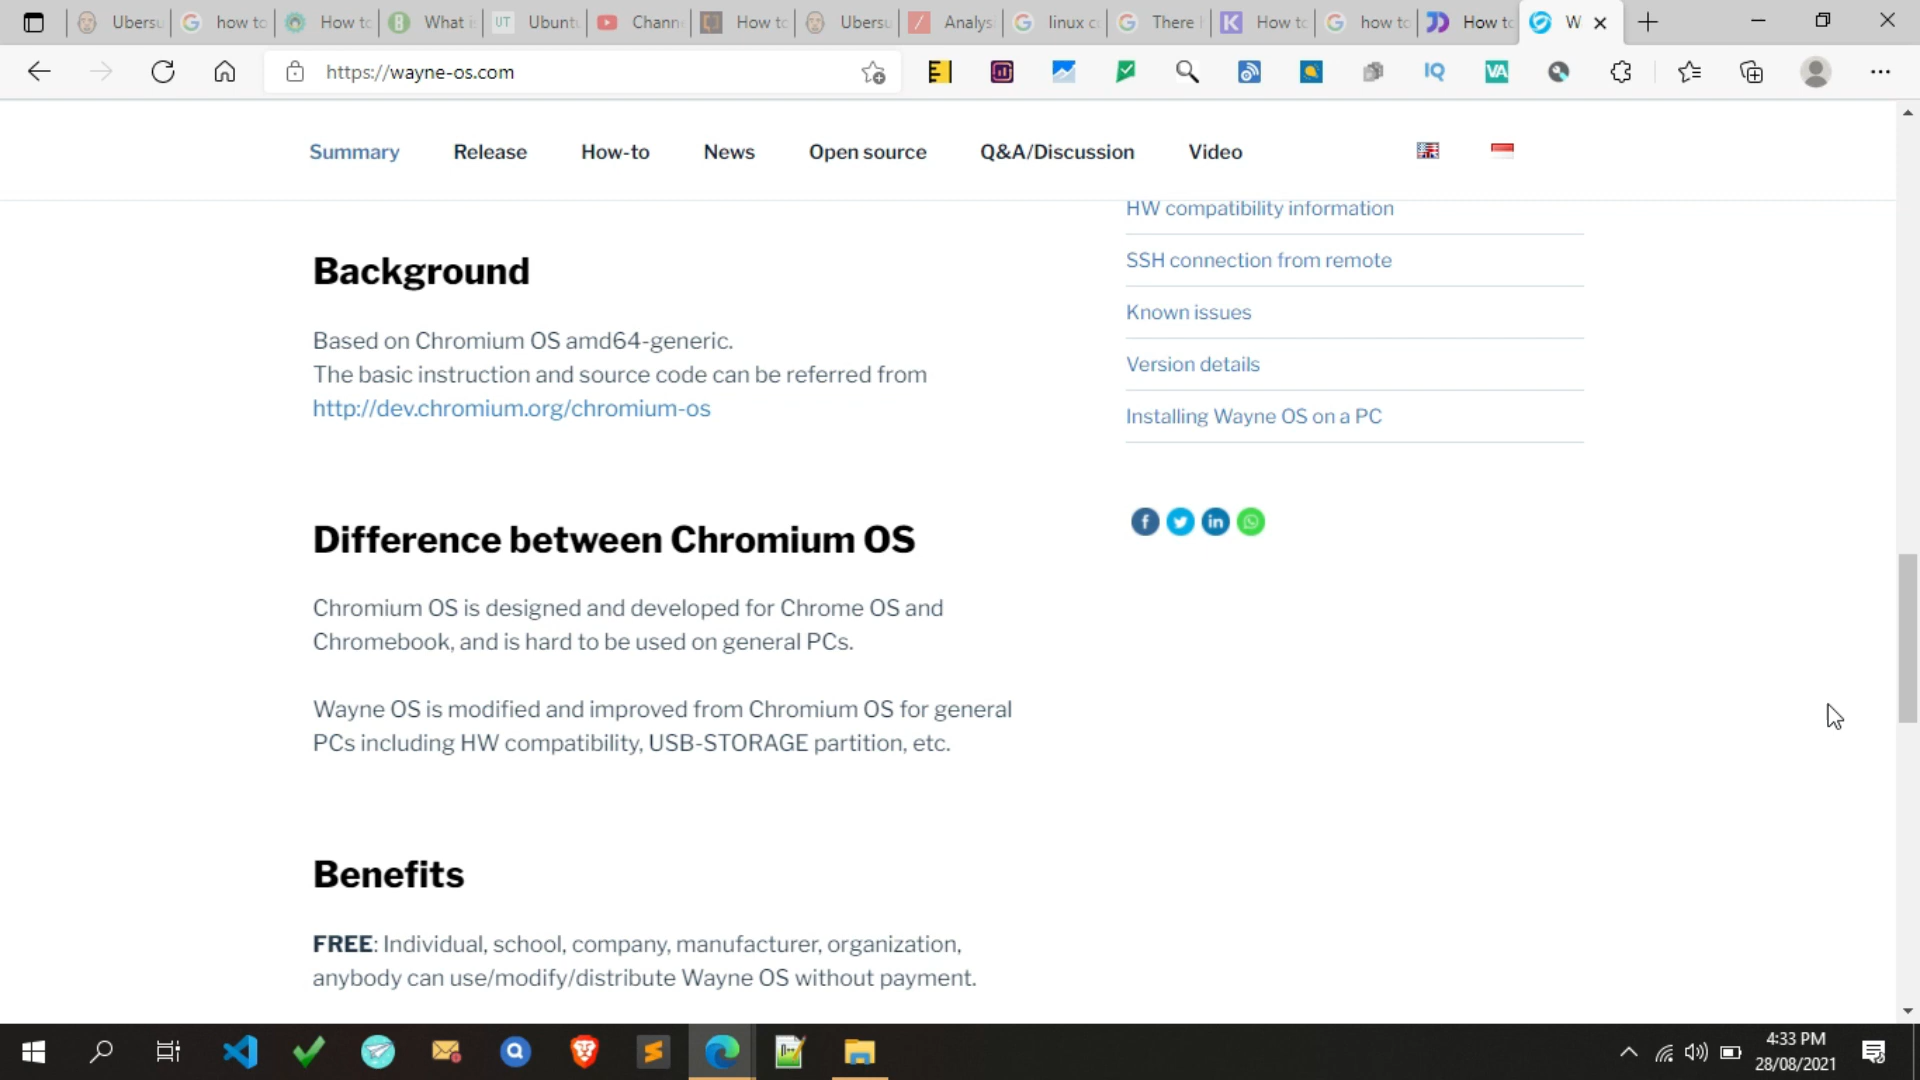 Ubersu
how to
How to
What i
UT
Ubunt
Chann
How to
Ubersu
Analys
linux c
There
How to
how to
How to
W
https://wayne-os.com
IQ
VA
Summary
Release
How-to
News
Open source
Q&A/Discussion
Video
HW compatibility information
SSH connection from remote
Known issues
Version details
Installing Wayne OS on a PC
Background
Based on Chromium OS amd64-generic.
The basic instruction and source code can be referred from
http://dev.chromium.org/chromium-os
Difference between Chromium OS
Chromium OS is designed and developed for Chrome OS and
Chromebook, and is hard to be used on general PCs.
Wayne OS is modified and improved from Chromium OS for general
PCs including HW compatibility, USB-STORAGE partition, etc.
Benefits
FREE: Individual, school, company, manufacturer, organization,
anybody can use/modify/distribute Wayne OS without payment.
4:33 PM
28/08/2021